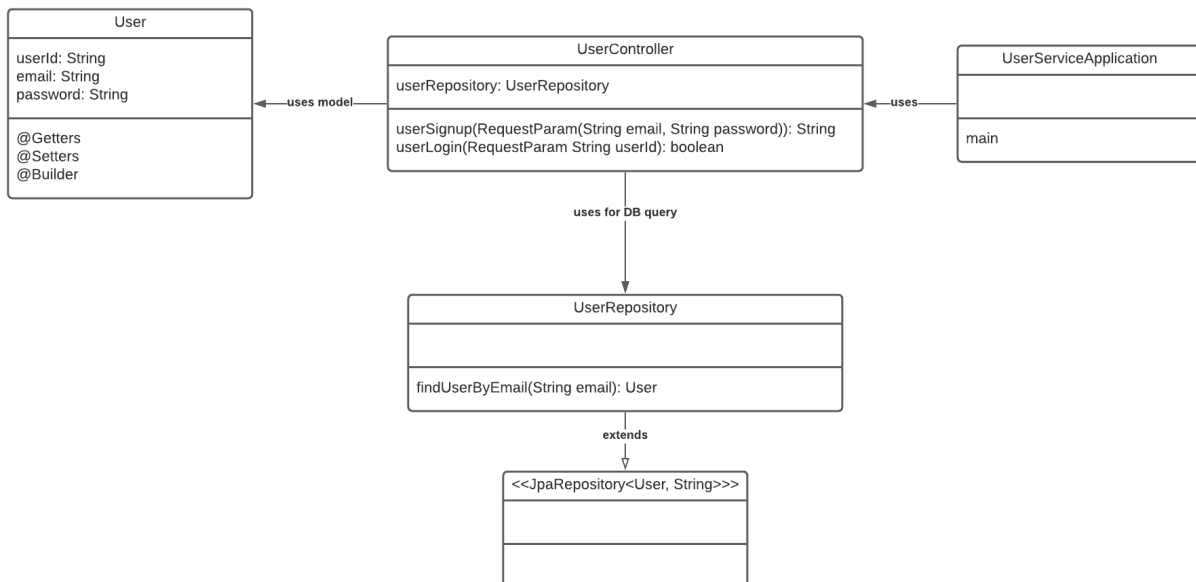 User
userId: String
email: String
password: String
@Getters
@Setters
@Builder
uses model
UserController
userRepository: UserRepository
userSignup(RequestParam(String email, String password)): String
userLogin(RequestParam String userId): boolean
uses
UserServiceApplication
main
uses for DB query
UserRepository
findUserByEmail(String email): User
extends
<<JpaRepository<User, String>>>